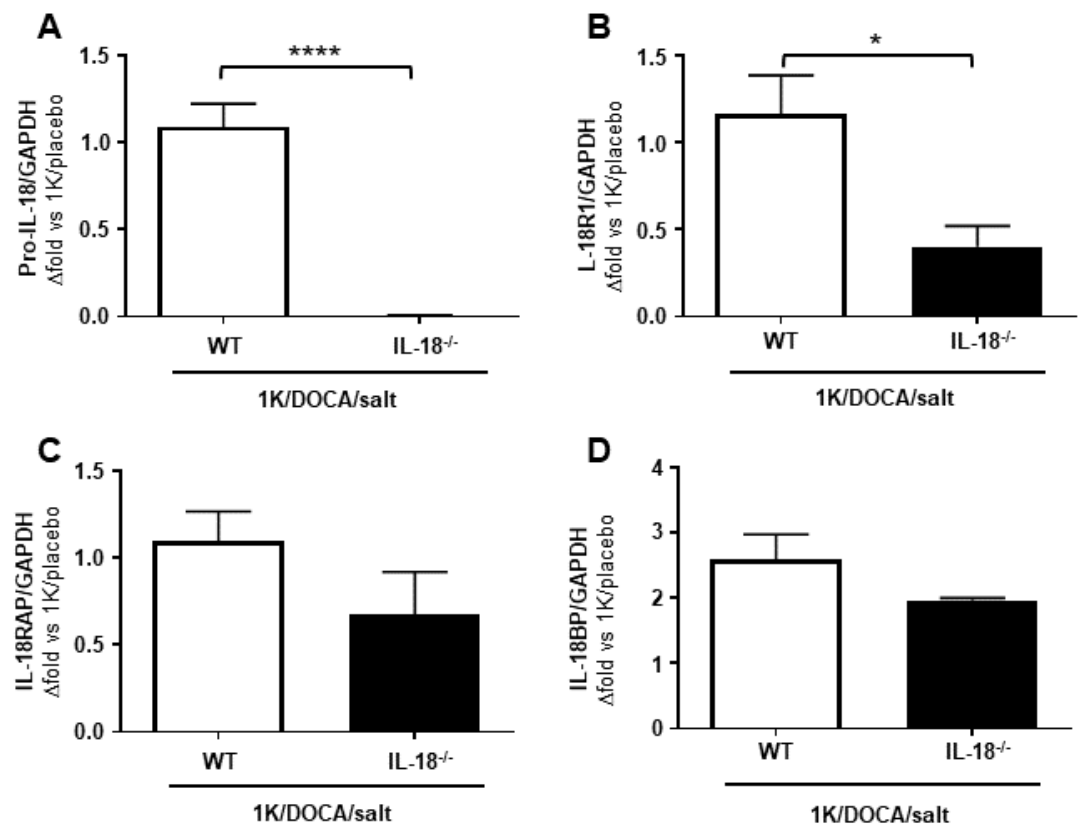 A
Pro-IL-18/GAPDH
Δfold vs 1K/placebo
1.5
1.0
0.5
0.0
****
WT
IL-18-/-
1K/DOCA/salt
B
L-18R1/GAPDH
Δfold vs 1K/placebo
1.5
1.0
0.5
0.0
*
WT
IL-18-/-
1K/DOCA/salt
C
IL-18RAP/GAPDH
Δfold vs 1K/placebo
1.5
1.0
0.5
0.0
WT
IL-18-/-
1K/DOCA/salt
D
IL-18BP/GAPDH
Δfold vs 1K/placebo
4
3
2
1
0
WT
IL-18-/-
1K/DOCA/salt